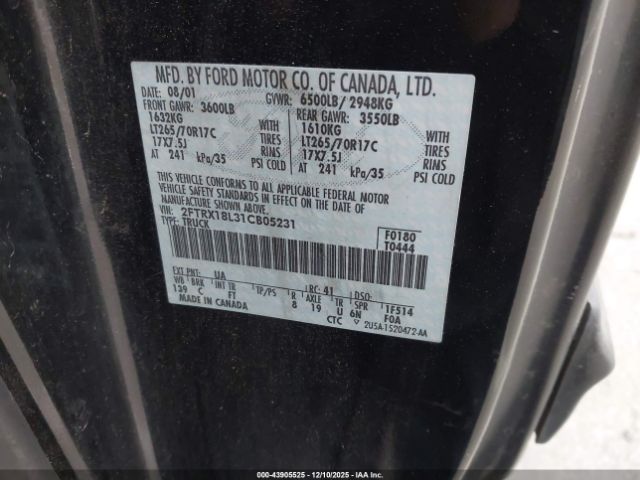 MFD. BY FORD MOTOR CO. OF CANADA, LTD.
DATE: 08/01 GVWR: 6500LB/ 2948KG
FRONT GAWR: 3600LB REAR GAWR: 3550LB
1632KG WITH 1610KG WITH
LT265/70R17C TIRES LT265/70R17C TIRES
17X7.5J RIMS 17X7.5J RIMS
AT 241 kPa/35 PSI COLD AT 241 kPa/35 PSI COLD
THIS VEHICLE CONFORMS TO ALL APPLICABLE FEDERAL MOTOR
VEHICLE SAFETY STANDARDS IN EFFECT ON THE DATE OF
MANUFACTURE SHOWN ABOVE.
VIN: 2FTRX18L31CB05231
TYPE: TRUCK
F0180
T0444
EXT PNT: UA RC: 41 DSO:
WB BRK INT TR TP/PS R AXLE TR SPR 1F514
139 C FT 8 19 U 6N F0A
MADE IN CANADA CTC 2U5A-1520472-AA
000-43905525 - 12/10/2025 - IAA Inc.